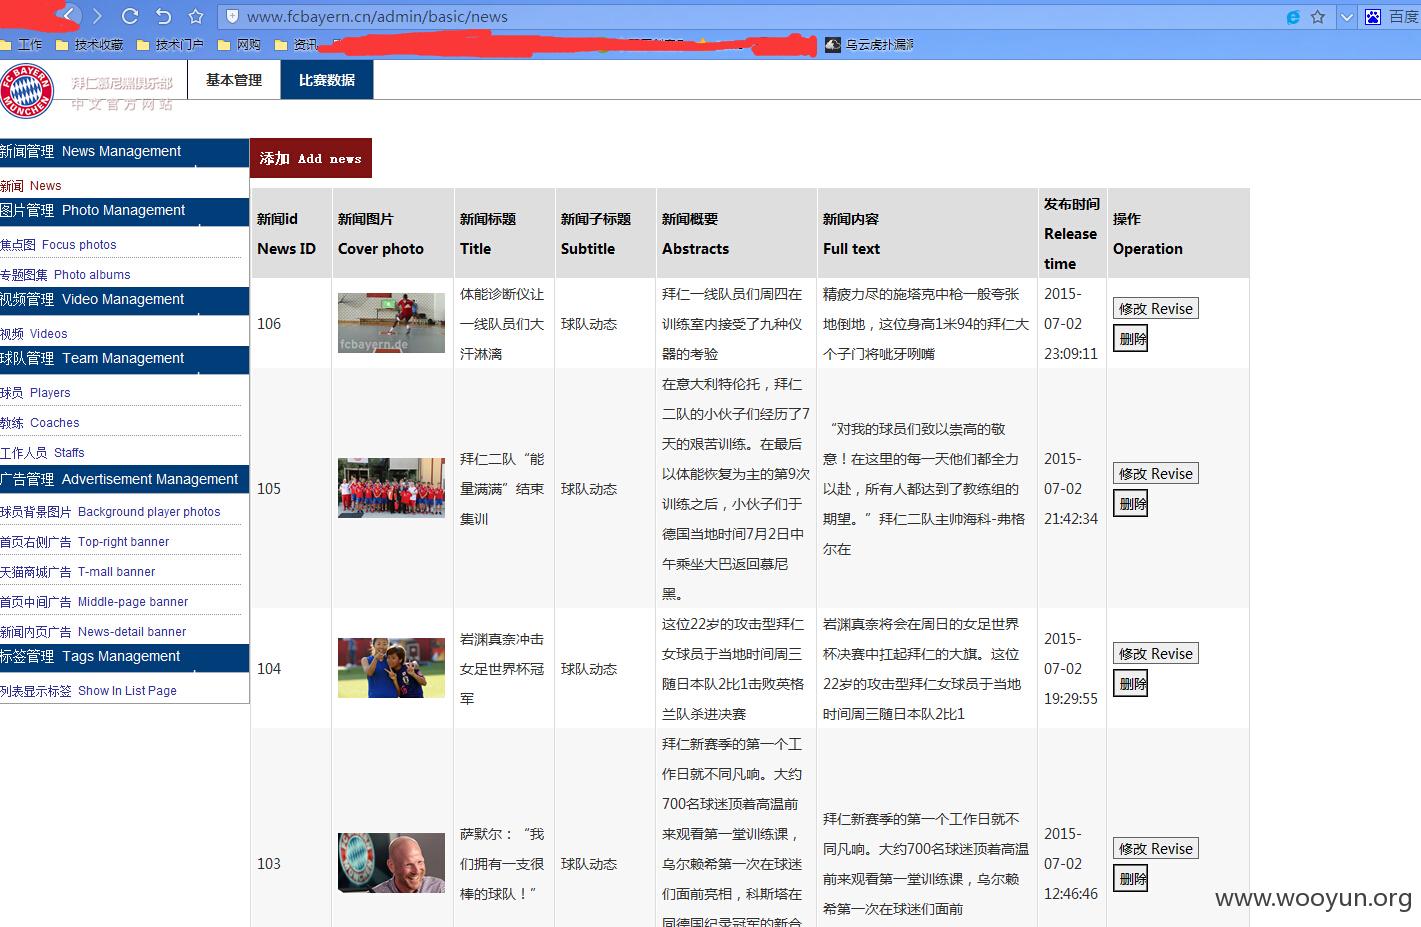 www.fcbayern.cn/admin/basic/news
百度
工作
技术收藏
技术门户
网购
资讯
乌云虎扑漏洞
拜仁慕尼黑俱乐部
中文官方网站
基本管理
比赛数据
新闻管理 News Management
新闻 News
图片管理 Photo Management
焦点图 Focus photos
专题图集 Photo albums
视频管理 Video Management
视频 Videos
球队管理 Team Management
球员 Players
教练 Coaches
工作人员 Staffs
广告管理 Advertisement Management
球员背景图片 Background player photos
首页右侧广告 Top-right banner
天猫商城广告 T-mall banner
首页中间广告 Middle-page banner
新闻内页广告 News-detail banner
标签管理 Tags Management
列表显示标签 Show In List Page
添加 Add news
新闻id
News ID
新闻图片
Cover photo
新闻标题
Title
新闻子标题
Subtitle
新闻概要
Abstracts
新闻内容
Full text
发布时间
Release
time
操作
Operation
106
fcbayern.de
体能诊断仪让
一线队员们大
汗淋漓
球队动态
拜仁一线队员们周四在
训练室内接受了九种仪
器的考验
精疲力尽的施塔克中枪一般夸张
地倒地，这位身高1米94的拜仁大
个子门将呲牙咧嘴
2015-
07-02
23:09:11
修改 Revise
删除
105
拜仁二队“能
量满满”结束
集训
球队动态
在意大利特伦托，拜仁
二队的小伙子们经历了7
天的艰苦训练。在最后
以体能恢复为主的第9次
训练之后，小伙子们于
德国当地时间7月2日中
午乘坐大巴返回慕尼
黑。
“对我的球员们致以崇高的敬
意！在这里的每一天他们都全力
以赴，所有人都达到了教练组的
期望。”拜仁二队主帅海科-弗格
尔在
2015-
07-02
21:42:34
修改 Revise
删除
104
岩渊真奈冲击
女足世界杯冠
军
球队动态
这位22岁的攻击型拜仁
女球员于当地时间周三
随日本队2比1击败英格
兰队杀进决赛
岩渊真奈将会在周日的女足世界
杯决赛中扛起拜仁的大旗。这位
22岁的攻击型拜仁女球员于当地
时间周三随日本队2比1
2015-
07-02
19:29:55
修改 Revise
删除
103
萨默尔：“我
们拥有一支很
棒的球队！”
球队动态
拜仁新赛季的第一个工
作日就不同凡响。大约
700名球迷顶着高温前
来观看第一堂训练课，
乌尔赖希第一次在球迷
们面前亮相，科斯塔在
同德国纪录冠军的新合
拜仁新赛季的第一个工作日就不
同凡响。大约700名球迷顶着高温
前来观看第一堂训练课，乌尔赖
希第一次在球迷们面前
2015-
07-02
12:46:46
修改 Revise
删除
www.wooyun.org